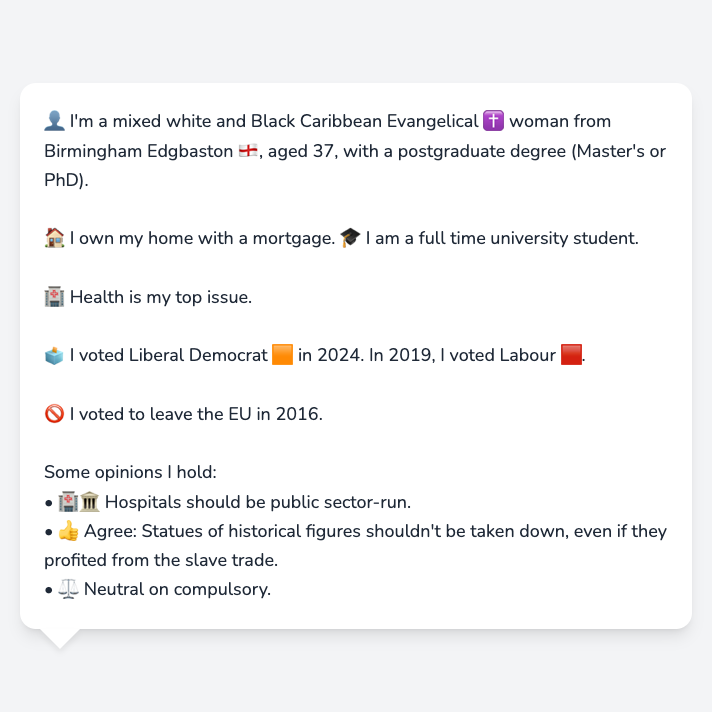 👤 I'm a mixed white and Black Caribbean Evangelical ✝️ woman from
Birmingham Edgbaston 🏴󠁧󠁢󠁥󠁮󠁧󠁿, aged 37, with a postgraduate degree (Master's or
PhD).
🏠 I own my home with a mortgage. 🎓 I am a full time university student.
🏥 Health is my top issue.
🗳️ I voted Liberal Democrat 🟧 in 2024. In 2019, I voted Labour 🟥.
🚫 I voted to leave the EU in 2016.
Some opinions I hold:
• 🏥🏛️ Hospitals should be public sector-run.
• 👍 Agree: Statues of historical figures shouldn't be taken down, even if they
profited from the slave trade.
• ⚖️ Neutral on compulsory.